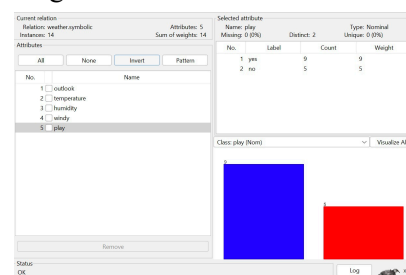 Current relation
Relation: weather.symbolic
Attributes: 5
Instances: 14
Sum of weights: 14
Attributes
All
None
Invert
Pattern
No.
Name
1 outlook
2 temperature
3 humidity
4 windy
5 play
Remove
Selected attribute
Name: play
Type: Nominal
Missing: 0 (0%)
Distinct: 2
Unique: 0 (0%)
No.
Label
Count
Weight
1 yes 9 9
2 no 5 5
Class: play (Nom)
Visualize Al
9
5
Status
OK
Log
x